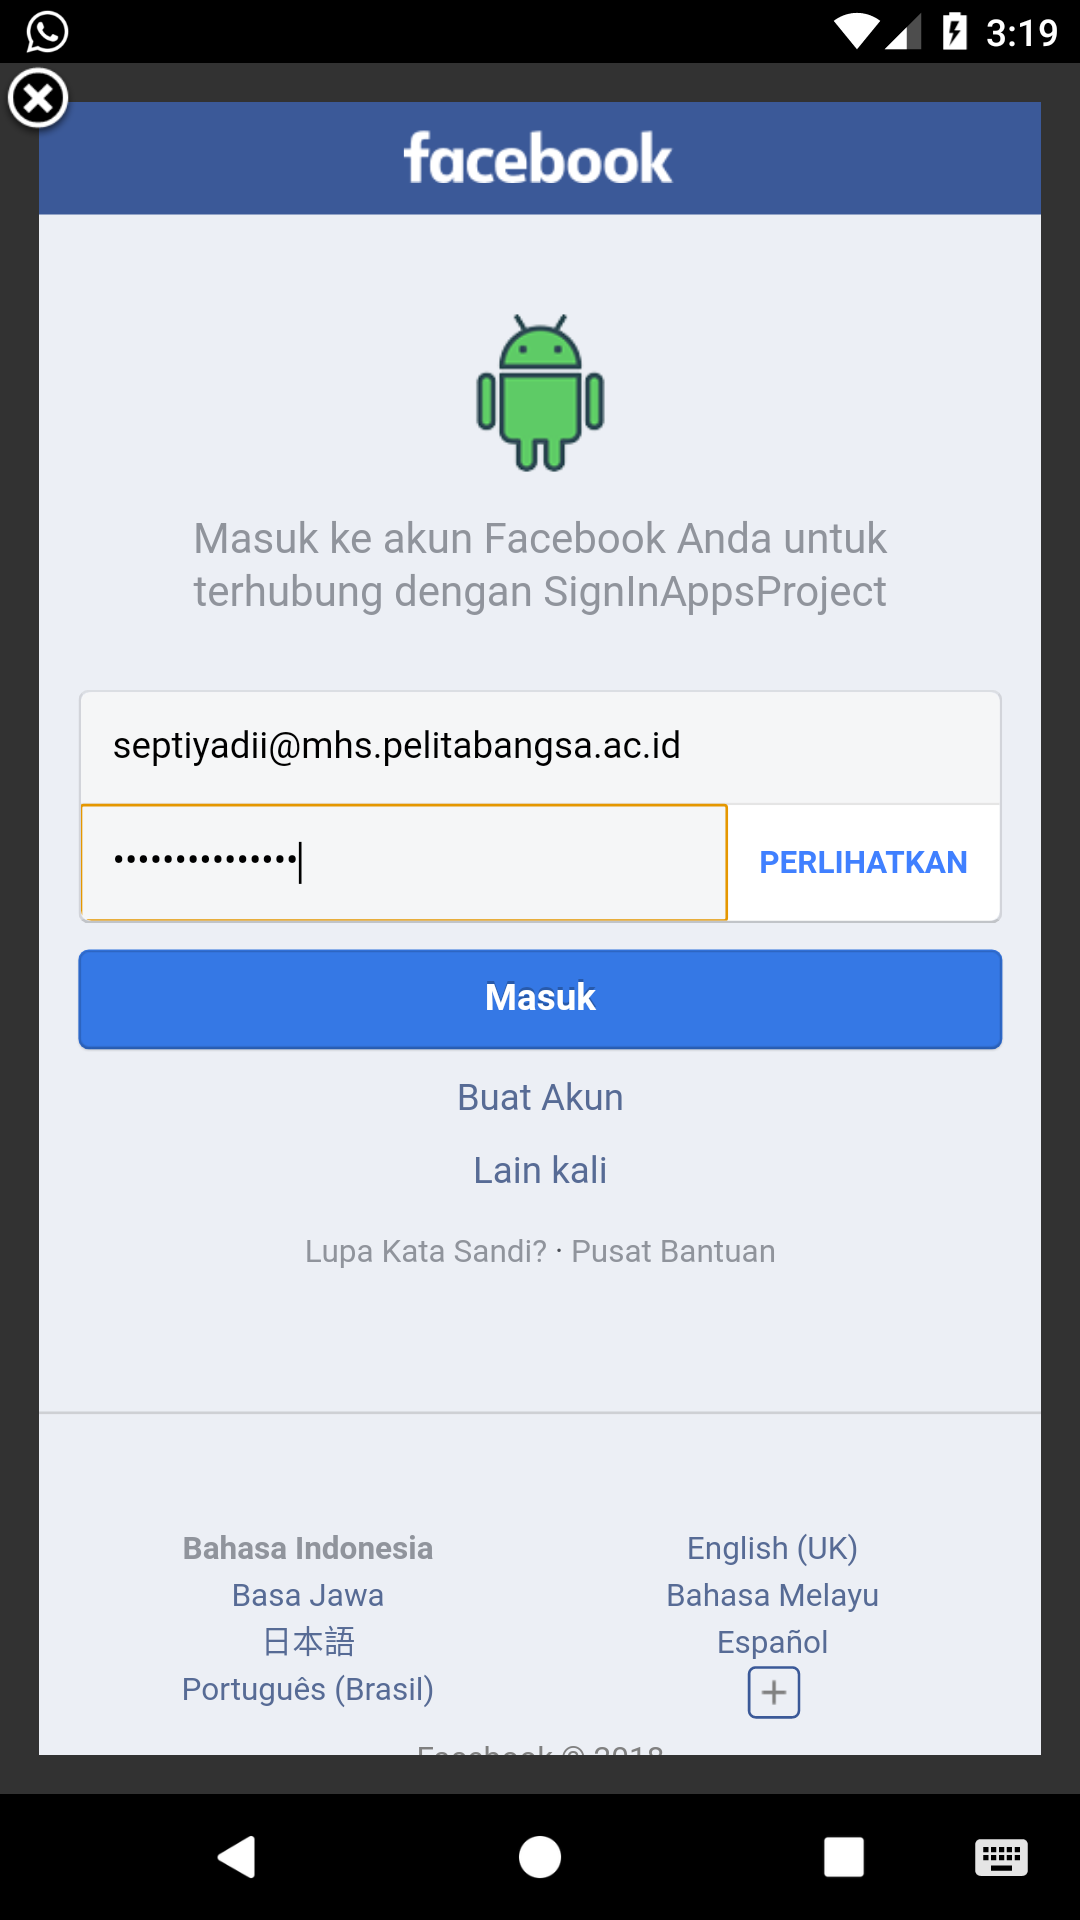 3:19
facebook
Masuk ke akun Facebook Anda untuk
terhubung dengan SignInAppsProject
septiyadii@mhs.pelitabangsa.ac.id
•••••••••••••••
PERLIHATKAN
Masuk
Buat Akun
Lain kali
Lupa Kata Sandi? · Pusat Bantuan
Bahasa Indonesia
English (UK)
Basa Jawa
Bahasa Melayu
日本語
Español
Português (Brasil)
Facebook © 2018